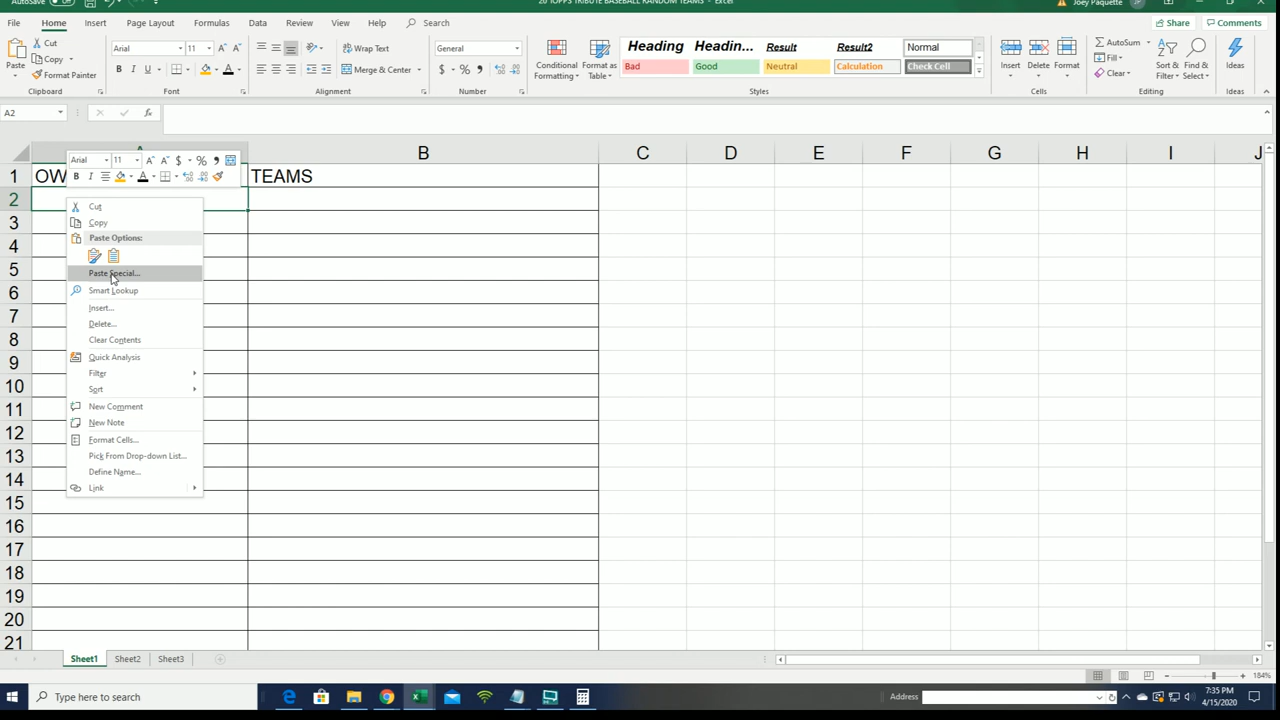 AutoSave Off 20 TOPPS TRIBUTE BASEBALL RANDOM TEAMS - Excel Joey Paquette JP
File Home Insert Page Layout Formulas Data Review View Help Search Share Comments
Paste Cut Copy Format Painter Clipboard
Arial 11 A A B I U A Font
Wrap Text Merge & Center Alignment
General $ % , Number
Conditional Formatting Format as Table
Heading Headin... Result Result2 Normal
Bad Good Neutral Calculation Check Cell
Styles
Insert Delete Format Cells
AutoSum Fill Clear Sort & Filter Find & Select Editing
Ideas Ideas
A2 fx
A B C D E F G H I J
Arial 11 A A $ % ,
B I A
1 OW TEAMS
2
3
4
5
6
7
8
9
10
11
12
13
14
15
16
17
18
19
20
21
Cut
Copy
Paste Options:
Paste Special...
Smart Lookup
Insert...
Delete...
Clear Contents
Quick Analysis
Filter
Sort
New Comment
New Note
Format Cells...
Pick From Drop-down List...
Define Name...
Link
Sheet1 Sheet2 Sheet3
184%
Type here to search Address 7:35 PM
4/15/2020